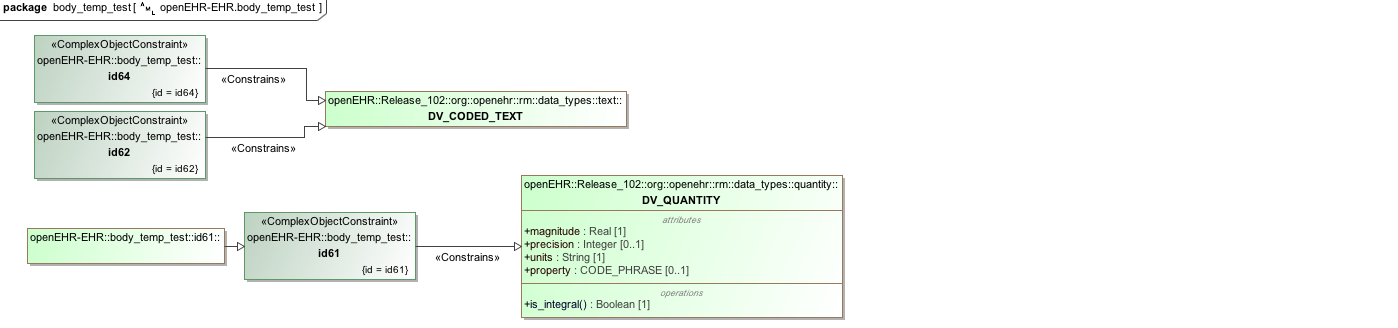 package body_temp_test [ AML openEHR-EHR.body_temp_test ]
«ComplexObjectConstraint»
openEHR-EHR::body_temp_test::
id64
{id = id64}
«Constrains»
«ComplexObjectConstraint»
openEHR-EHR::body_temp_test::
id62
{id = id62}
«Constrains»
openEHR::Release_102::org::openehr::rm::data_types::text::
DV_CODED_TEXT
openEHR-EHR::body_temp_test::id61::
«ComplexObjectConstraint»
openEHR-EHR::body_temp_test::
id61
{id = id61}
«Constrains»
openEHR::Release_102::org::openehr::rm::data_types::quantity::
DV_QUANTITY
attributes
+magnitude : Real [1]
+precision : Integer [0..1]
+units : String [1]
+property : CODE_PHRASE [0..1]
operations
+is_integral() : Boolean [1]